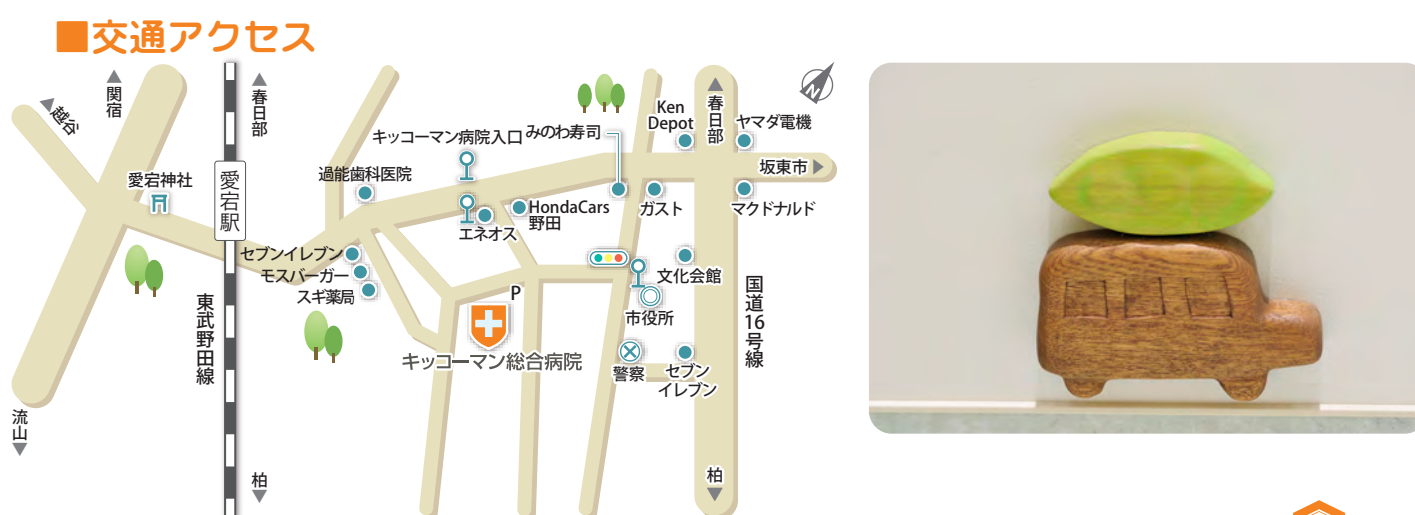 ■交通アクセス
関宿
越谷
春日部
愛宕神社
愛宕駅
過能歯科医院
キッコーマン病院入口
みのわ寿司
Ken
Depot
春日部
ヤマダ電機
N
坂東市
エネオス
HondaCars
野田
ガスト
マクドナルド
セブンイレブン
モスバーガー
スギ薬局
東武野田線
P
キッコーマン総合病院
文化会館
市役所
警察
セブン
イレブン
国道16号線
流山
柏
柏